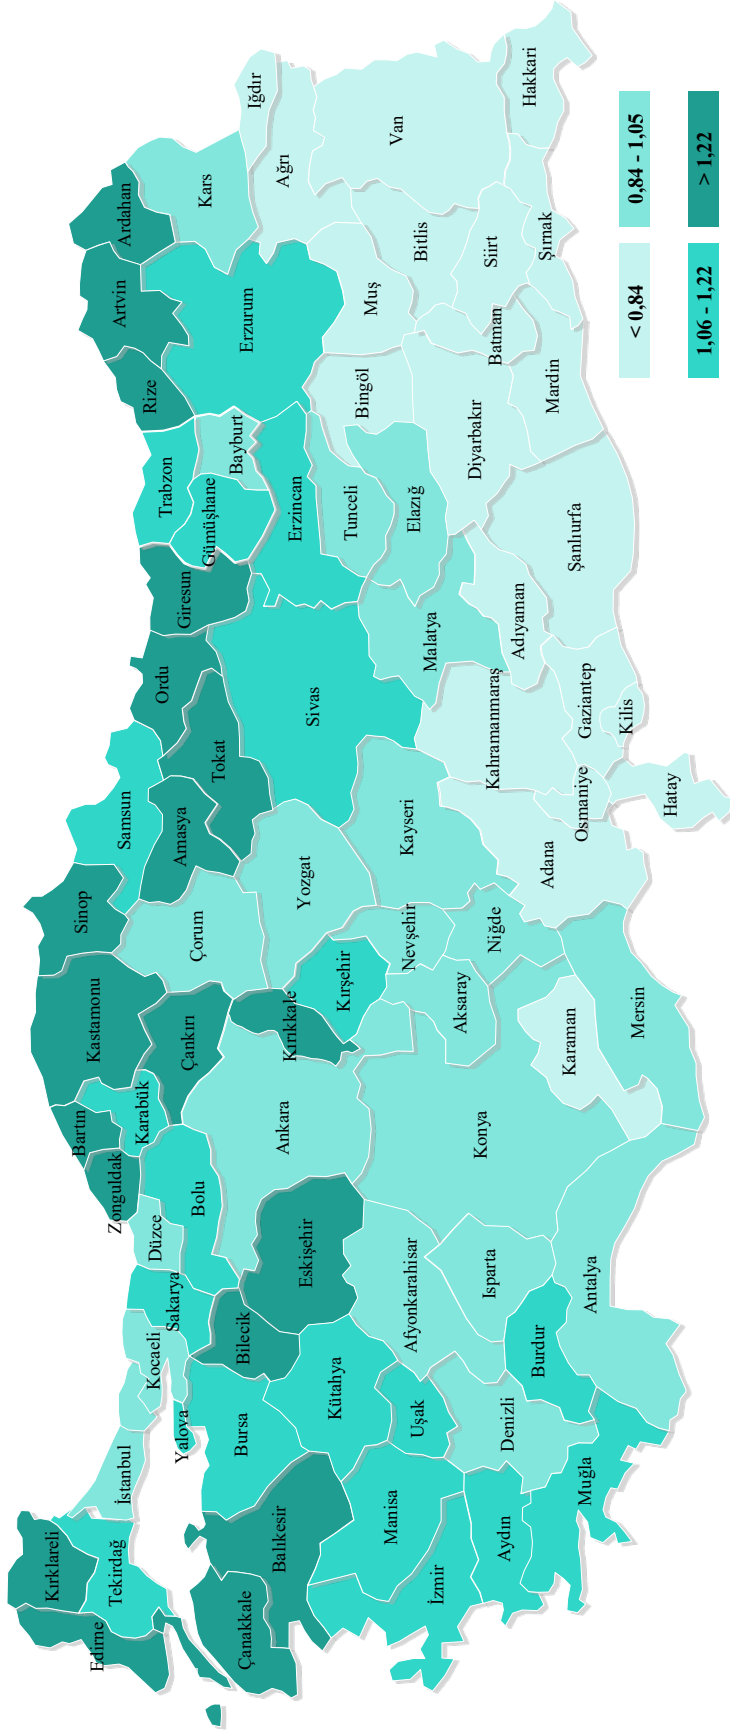 Edirne
Kırklareli
Tekirdağ
İstanbul
Çanakkale
Balıkesir
Yalova
Kocaeli
Sakarya
Düzce
Bursa
Bilecik
Bolu
Zonguldak
Bartın
Karabük
Kastamonu
Çankırı
Sinop
Samsun
Çorum
Amasya
Tokat
Ordu
Giresun
Trabzon
Gümüşhane
Bayburt
Rize
Artvin
Ardahan
Kars
Iğdır
Ağrı
Erzurum
Erzincan
Sivas
Yozgat
Kırıkkale
Kırşehir
Ankara
Eskişehir
Kütahya
Manisa
İzmir
Uşak
Afyonkarahisar
Konya
Aksaray
Nevşehir
Niğde
Kayseri
Malatya
Elazığ
Tunceli
Bingöl
Muş
Bitlis
Van
Hakkari
Şırnak
Siirt
Batman
Mardin
Diyarbakır
Şanlıurfa
Adıyaman
Kahramanmaraş
Gaziantep
Kilis
Osmaniye
Hatay
Adana
Mersin
Karaman
Antalya
Isparta
Burdur
Denizli
Aydın
Muğla
< 0,84
0,84 - 1,05
1,06 - 1,22
> 1,22